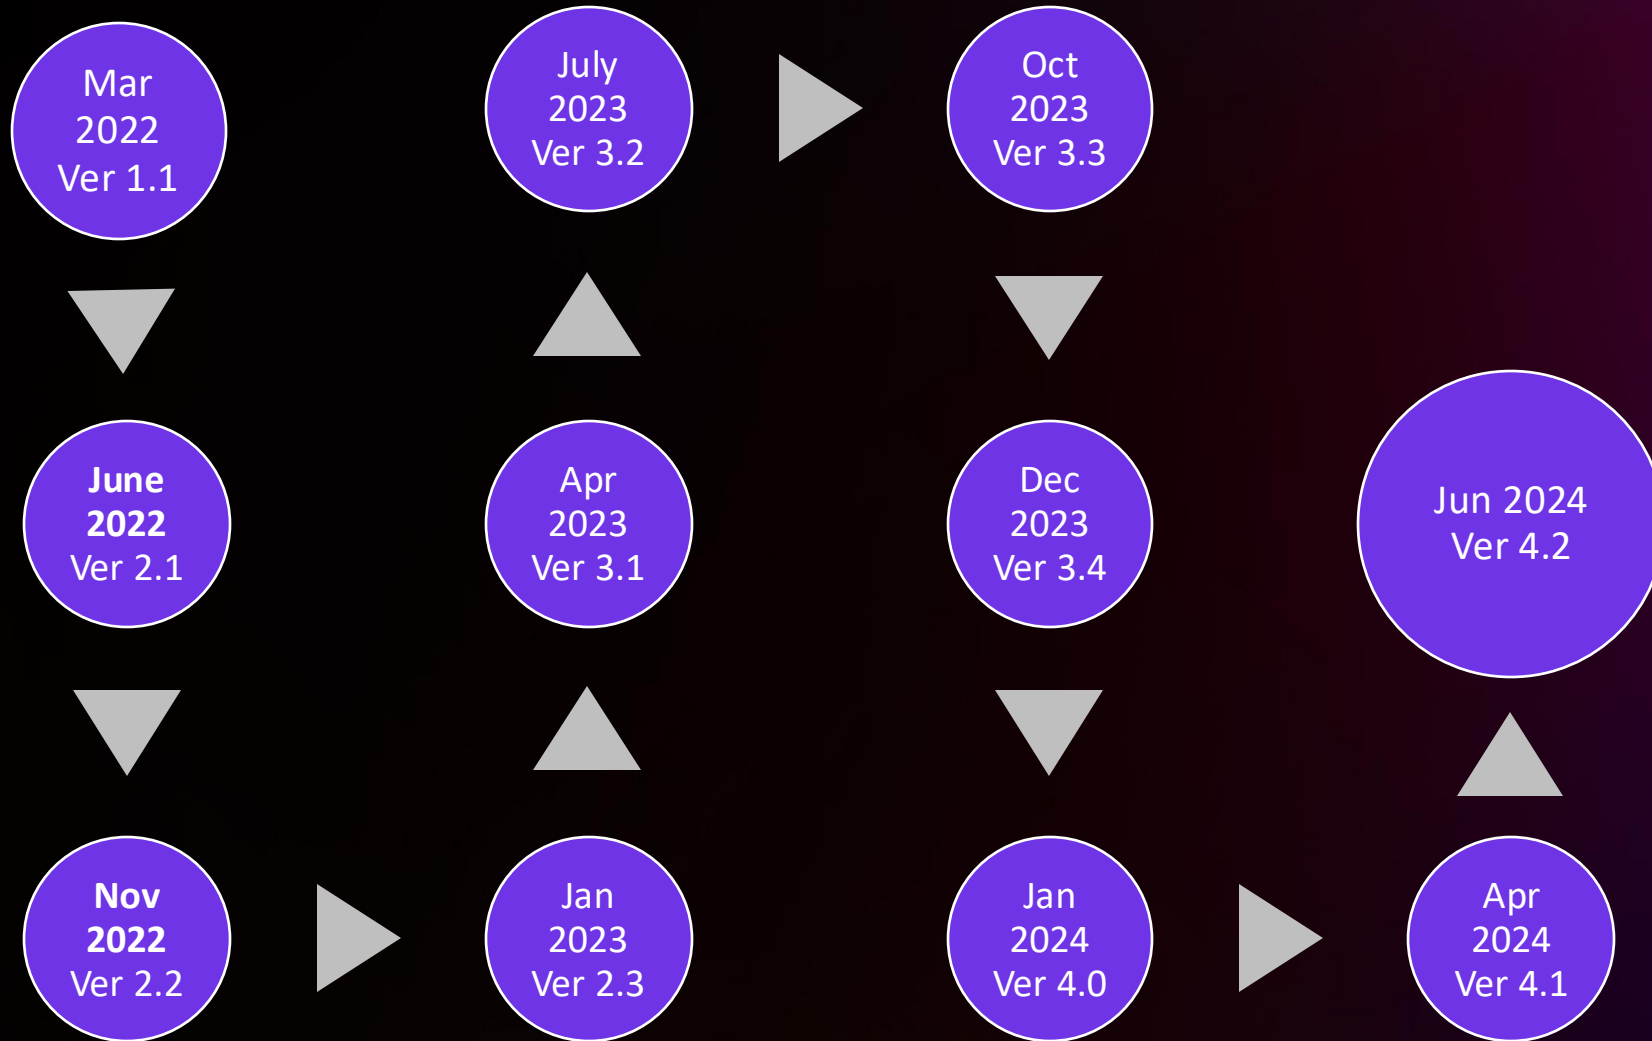 Mar
2022
Ver 1.1
June
2022
Ver 2.1
Nov
2022
Ver 2.2
Jan
2023
Ver 2.3
Apr
2023
Ver 3.1
July
2023
Ver 3.2
Oct
2023
Ver 3.3
Dec
2023
Ver 3.4
Jan
2024
Ver 4.0
Apr
2024
Ver 4.1
Jun 2024
Ver 4.2